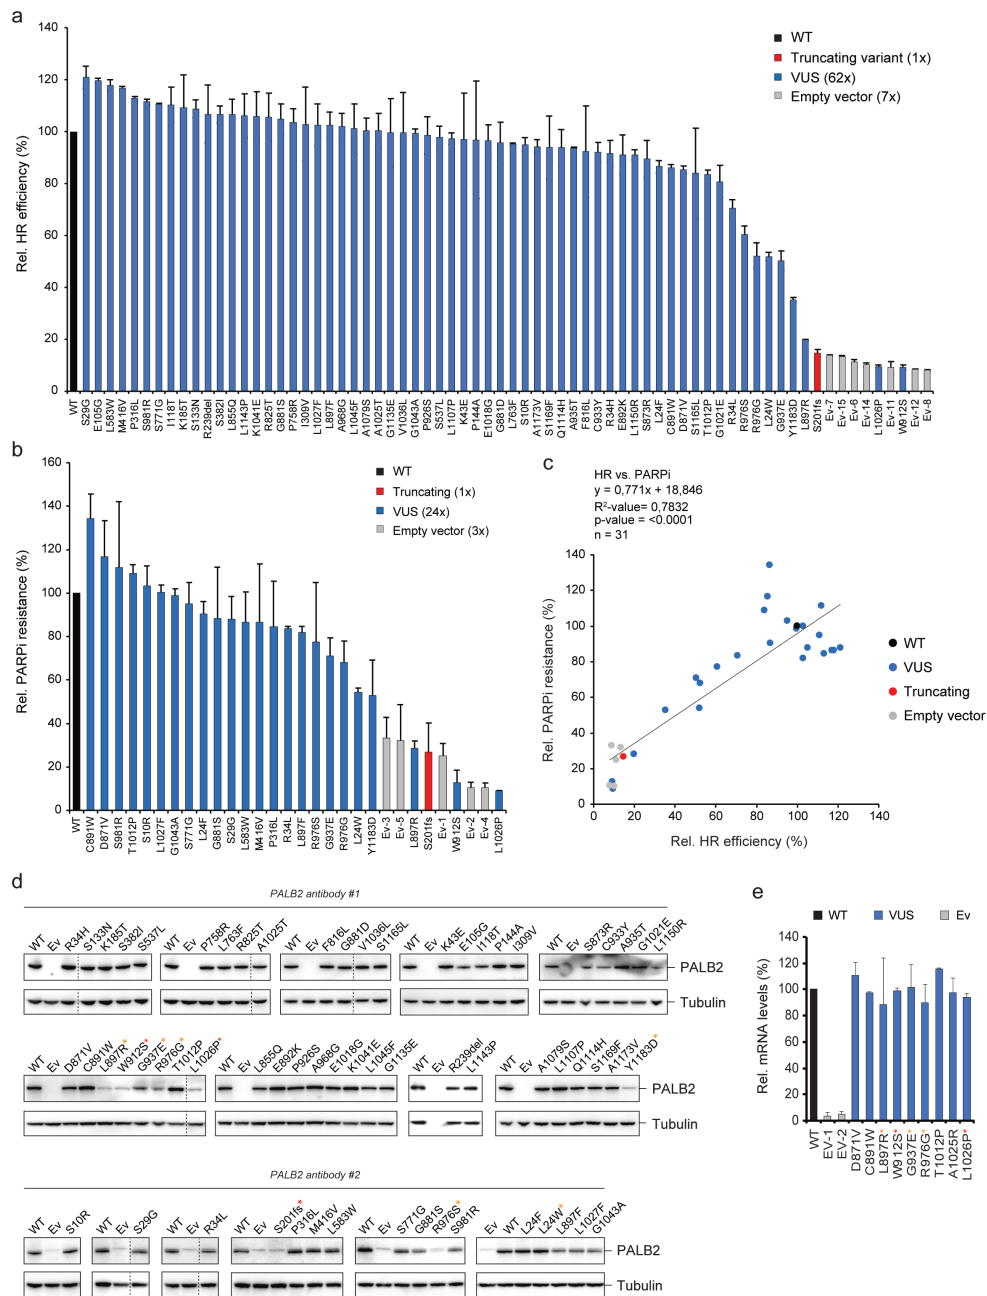 a
Rel. HR efficiency (%)
140
120
100
80
60
40
20
0
WT
Truncating variant (1x)
VUS (62x)
Empty vector (7x)
WT S29G E105G L583W M416V P316L S981R S771G I118T K185T S133N R239del S382I L855Q L1143P K1041E R825T G881S P758R I309V L1027F L897F A968G L1045F A1079S A1025T G1135E V1036L G1043A P926S S537L L1107P K43E P144A E1018G G681D L763F S10R A1173V S1169F Q1114H A935T F816L C933Y R34H E892K L1150R S873R L24F C891W D871V S1165L T1012P G1021E R34L R976S R976G L24W G937E Y1183D L897R S201fs Ev-7 Ev-15 Ev-6 Ev-14 L1026P Ev-11 W912S Ev-12 Ev-8
b
Rel. PARPi resistance (%)
160
140
120
100
80
60
40
20
0
WT
Truncating (1x)
VUS (24x)
Empty vector (3x)
WT C891W D871V S981R T1012P S10R L1027F G1043A S771G L24F G881S S29G L583W M416V P316L R34L L897F R976S G937E R976G L24W Y1183D Ev-3 Ev-5 L897R S201fs Ev-1 W912S Ev-2 Ev-4 L1026P
c
HR vs. PARPi
y = 0,771x + 18,846
R²-value= 0,7832
p-value = <0.0001
n = 31
Rel. PARPi resistance (%)
140
120
100
80
60
40
20
0
0 20 40 60 80 100 120 140
Rel. HR efficiency (%)
WT
VUS
Truncating
Empty vector
d
PALB2 antibody #1
WT Ev R34H S133N K185T S382I S537L
WT Ev P758R L763F R825T A1025T
WT Ev F816L G881D V1036L S1165L
WT Ev K43E E105G I118T P144A I309V
WT Ev S873R C933Y A935T G1021E L1150R
PALB2
Tubulin
WT Ev D871V C891W L897R* W912S* G937E* R976G* T1012P L1026P*
WT Ev L855Q E892K P926S A968G E1018G K1041E L1045F G1135E
WT Ev R239del L1143P
WT Ev A1079S L1107P Q1114H S1169F A1173V Y1183D*
PALB2
Tubulin
PALB2 antibody #2
WT Ev S10R
WT Ev S29G
WT Ev R34L
WT Ev S201fs* P316L M416V L583W
WT Ev S771G G881S R976S* S981R
Ev WT L24F L24W* L897F L1027F G1043A
PALB2
Tubulin
e
WT
VUS
Ev
Rel. mRNA levels (%)
140
120
100
80
60
40
20
0
WT EV-1 EV-2 D871V C891W L897R* W912S* G937E* R976G* T1012P A1025R L1026P*